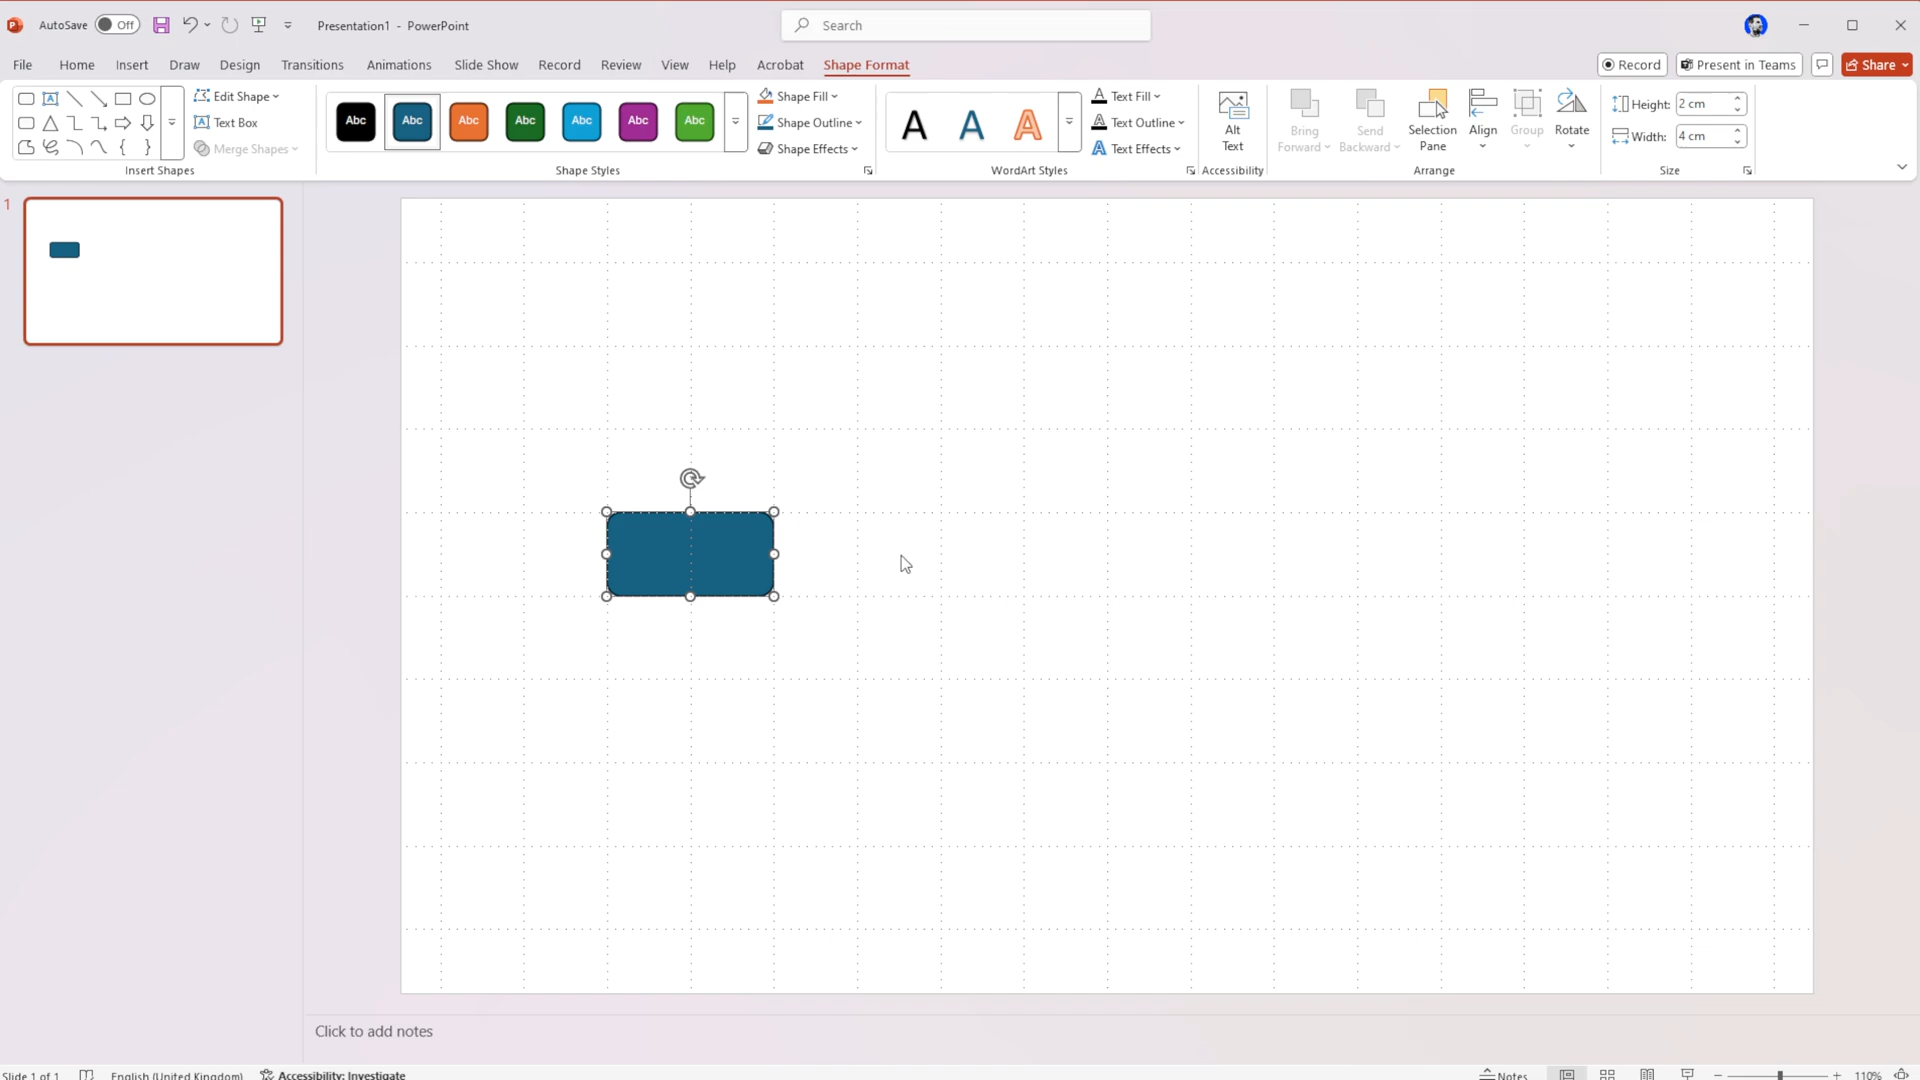 AutoSave Off Presentation1 - PowerPoint Search
File Home Insert Draw Design Transitions Animations Slide Show Record Review View Help Acrobat Shape Format Record Present in Teams Share
Edit Shape
Text Box
Merge Shapes
Insert Shapes
Abc Abc Abc Abc Abc Abc Abc
Shape Fill
Shape Outline
Shape Effects
Shape Styles
A A A
Text Fill
Text Outline
Text Effects
WordArt Styles
Alt
Text
Accessibility
Bring
Forward
Send
Backward
Selection
Pane
Align
Group
Rotate
Arrange
Height: 2 cm
Width: 4 cm
Size
1
Click to add notes
Slide 1 of 1 English (United Kingdom) Accessibility: Investigate Notes 110%